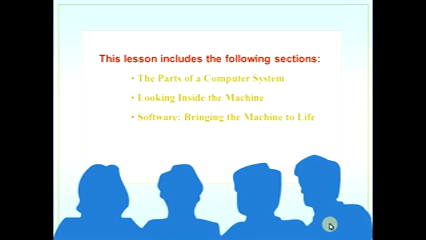 This lesson includes the following sections:
• The Parts of a Computer System
• Looking Inside the Machine
• Software: Bringing the Machine to Life